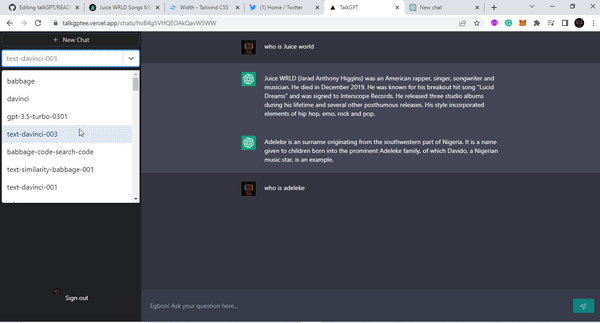 Editing talkGPT/READ
Juice WRLD Songs M
Width - Tailwind CSS
(1) Home / Twitter
TalkGPT
New chat
talkgptee.vercel.app/chats/ho84g5VHQEOAkQavWSWW
+ New Chat
text-davinci-003
babbage
davinci
gpt-3.5-turbo-0301
text-davinci-003
babbage-code-search-code
text-similarity-babbage-001
text-davinci-001
Sign out
who is Juice world
Juice WRLD (Jarad Anthony Higgins) was an American rapper, singer, songwriter and
musician. He died in December 2019. He was known for his breakout hit song "Lucid
Dreams" and was signed to Interscope Records. He released three studio albums
during his lifetime and several other posthumous releases. His style incorporated
elements of hip hop, emo, rock and pop.
Adeleke is an surname originating from the southwestern part of Nigeria. It is a name
given to children born into the prominent Adeleke family, of which Davido, a Nigerian
music star, is an example.
who is adeleke
Egbon! Ask your question here...